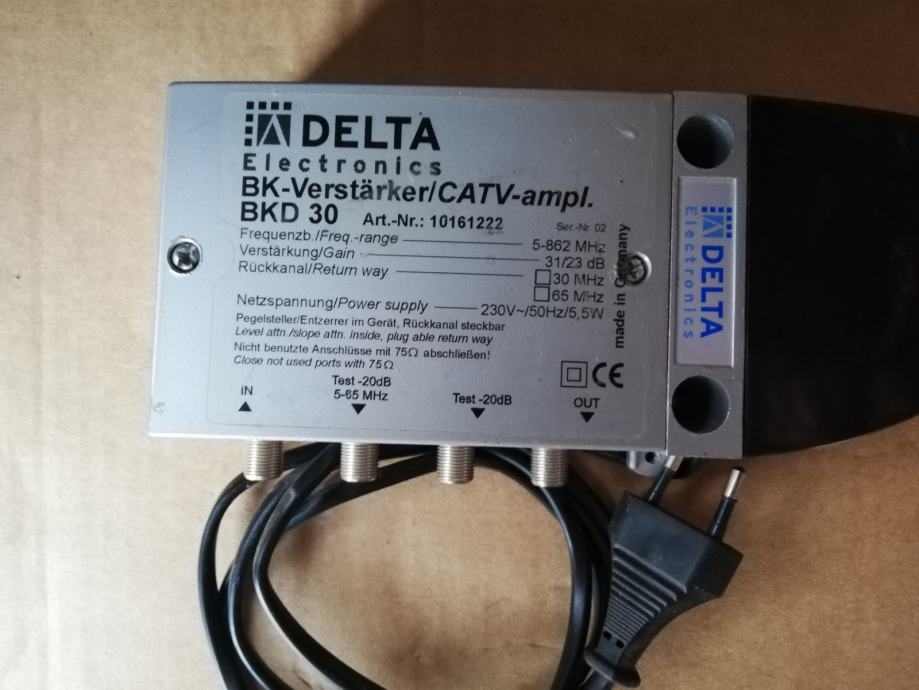 DELTA
Electronics
BK-Verstärker/CATV-ampl.
BKD 30 Art.-Nr.: 10161222
Ser.-Nr. 02
Frequenzb./Freq.-range 5-862 MHz
Verstärkung/Gain 31/23 dB
Rückkanal/Return way 30 MHz
65 MHz
Netzspannung/Power supply 230V~/50Hz/5,5W
Pegelsteller/Entzerrer im Gerät, Rückkanal steckbar
Level attn./slope attn. inside, plug able return way
Nicht benutzte Anschlüsse mit 75Ω abschließen!
Close not used ports with 75Ω
made in Germany
CE
IN
Test -20dB
5-65 MHz
Test -20dB
OUT
DELTA
Electronics